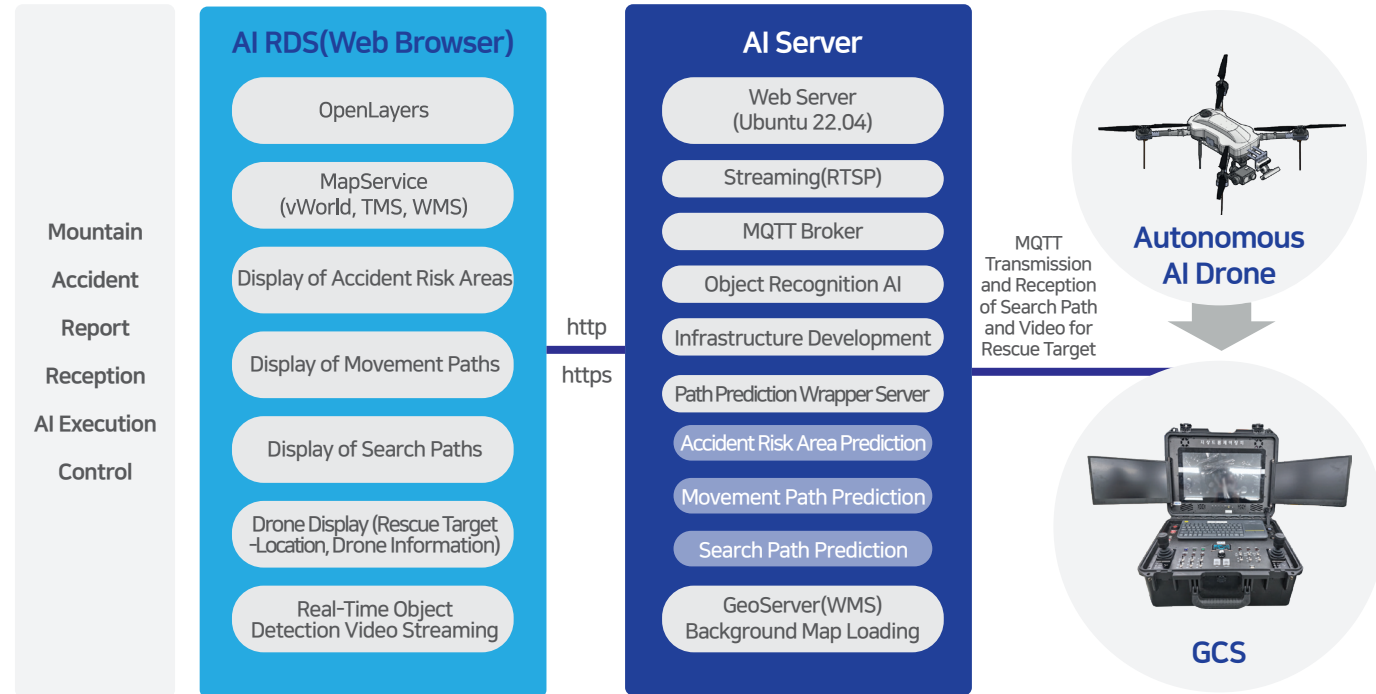 Mountain
Accident
Report
Reception
AI Execution
Control
AI RDS(Web Browser)
OpenLayers
MapService
(vWorld, TMS, WMS)
Display of Accident Risk Areas
Display of Movement Paths
Display of Search Paths
Drone Display (Rescue Target
-Location, Drone Information)
Real-Time Object
Detection Video Streaming
http
https
AI Server
Web Server
(Ubuntu 22.04)
Streaming(RTSP)
MQTT Broker
Object Recognition AI
Infrastructure Development
Path Prediction Wrapper Server
Accident Risk Area Prediction
Movement Path Prediction
Search Path Prediction
GeoServer(WMS)
Background Map Loading
MQTT
Transmission
and Reception
of Search Path
and Video for
Rescue Target
Autonomous
AI Drone
GCS